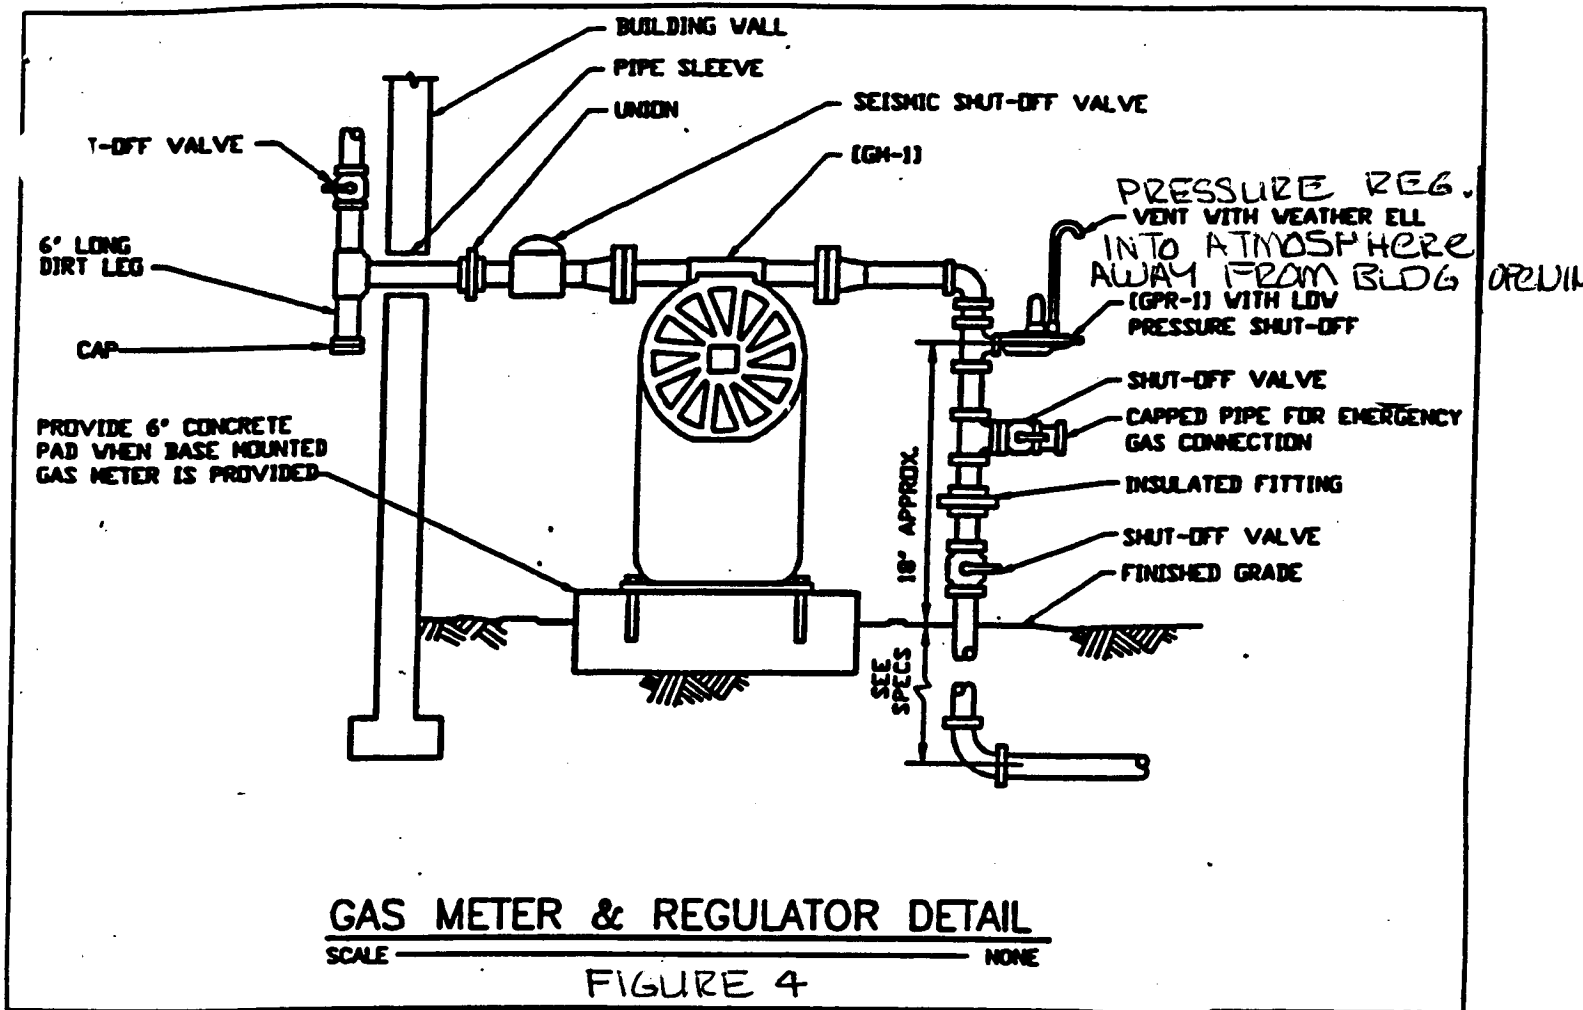 BUILDING WALL
PIPE SLEEVE
UNION
SEISMIC SHUT-OFF VALVE
T-OFF VALVE
[GM-1]
PRESSURE REG.
VENT WITH WEATHER ELL
INTO ATMOSPHERE
AWAY FROM BLDG OPENIN
6" LONG
DIRT LEG
[GPR-1] WITH LOW
PRESSURE SHUT-OFF
CAP
SHUT-OFF VALVE
CAPPED PIPE FOR EMERGENCY
GAS CONNECTION
PROVIDE 6" CONCRETE
PAD WHEN BASE MOUNTED
GAS METER IS PROVIDED
18" APPROX.
INSULATED FITTING
SHUT-OFF VALVE
FINISHED GRADE
SEE
SPECS
GAS METER & REGULATOR DETAIL
SCALE NONE
FIGURE 4